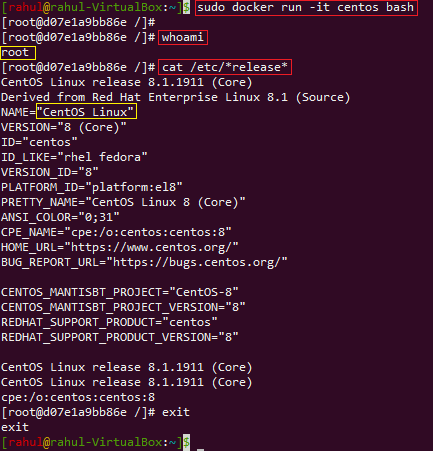 [rahul@rahul-VirtualBox:~]$ sudo docker run -it centos bash
[root@d07e1a9bb86e /]#
[root@d07e1a9bb86e /]# whoami
root
[root@d07e1a9bb86e /]# cat /etc/*release*
CentOS Linux release 8.1.1911 (Core)
Derived from Red Hat Enterprise Linux 8.1 (Source)
NAME="CentOS Linux"
VERSION="8 (Core)"
ID="centos"
ID_LIKE="rhel fedora"
VERSION_ID="8"
PLATFORM_ID="platform:el8"
PRETTY_NAME="CentOS Linux 8 (Core)"
ANSI_COLOR="0;31"
CPE_NAME="cpe:/o:centos:centos:8"
HOME_URL="https://www.centos.org/"
BUG_REPORT_URL="https://bugs.centos.org/"
CENTOS_MANTISBT_PROJECT="CentOS-8"
CENTOS_MANTISBT_PROJECT_VERSION="8"
REDHAT_SUPPORT_PRODUCT="centos"
REDHAT_SUPPORT_PRODUCT_VERSION="8"
CentOS Linux release 8.1.1911 (Core)
CentOS Linux release 8.1.1911 (Core)
cpe:/o:centos:centos:8
[root@d07e1a9bb86e /]# exit
exit
[rahul@rahul-VirtualBox:~]$